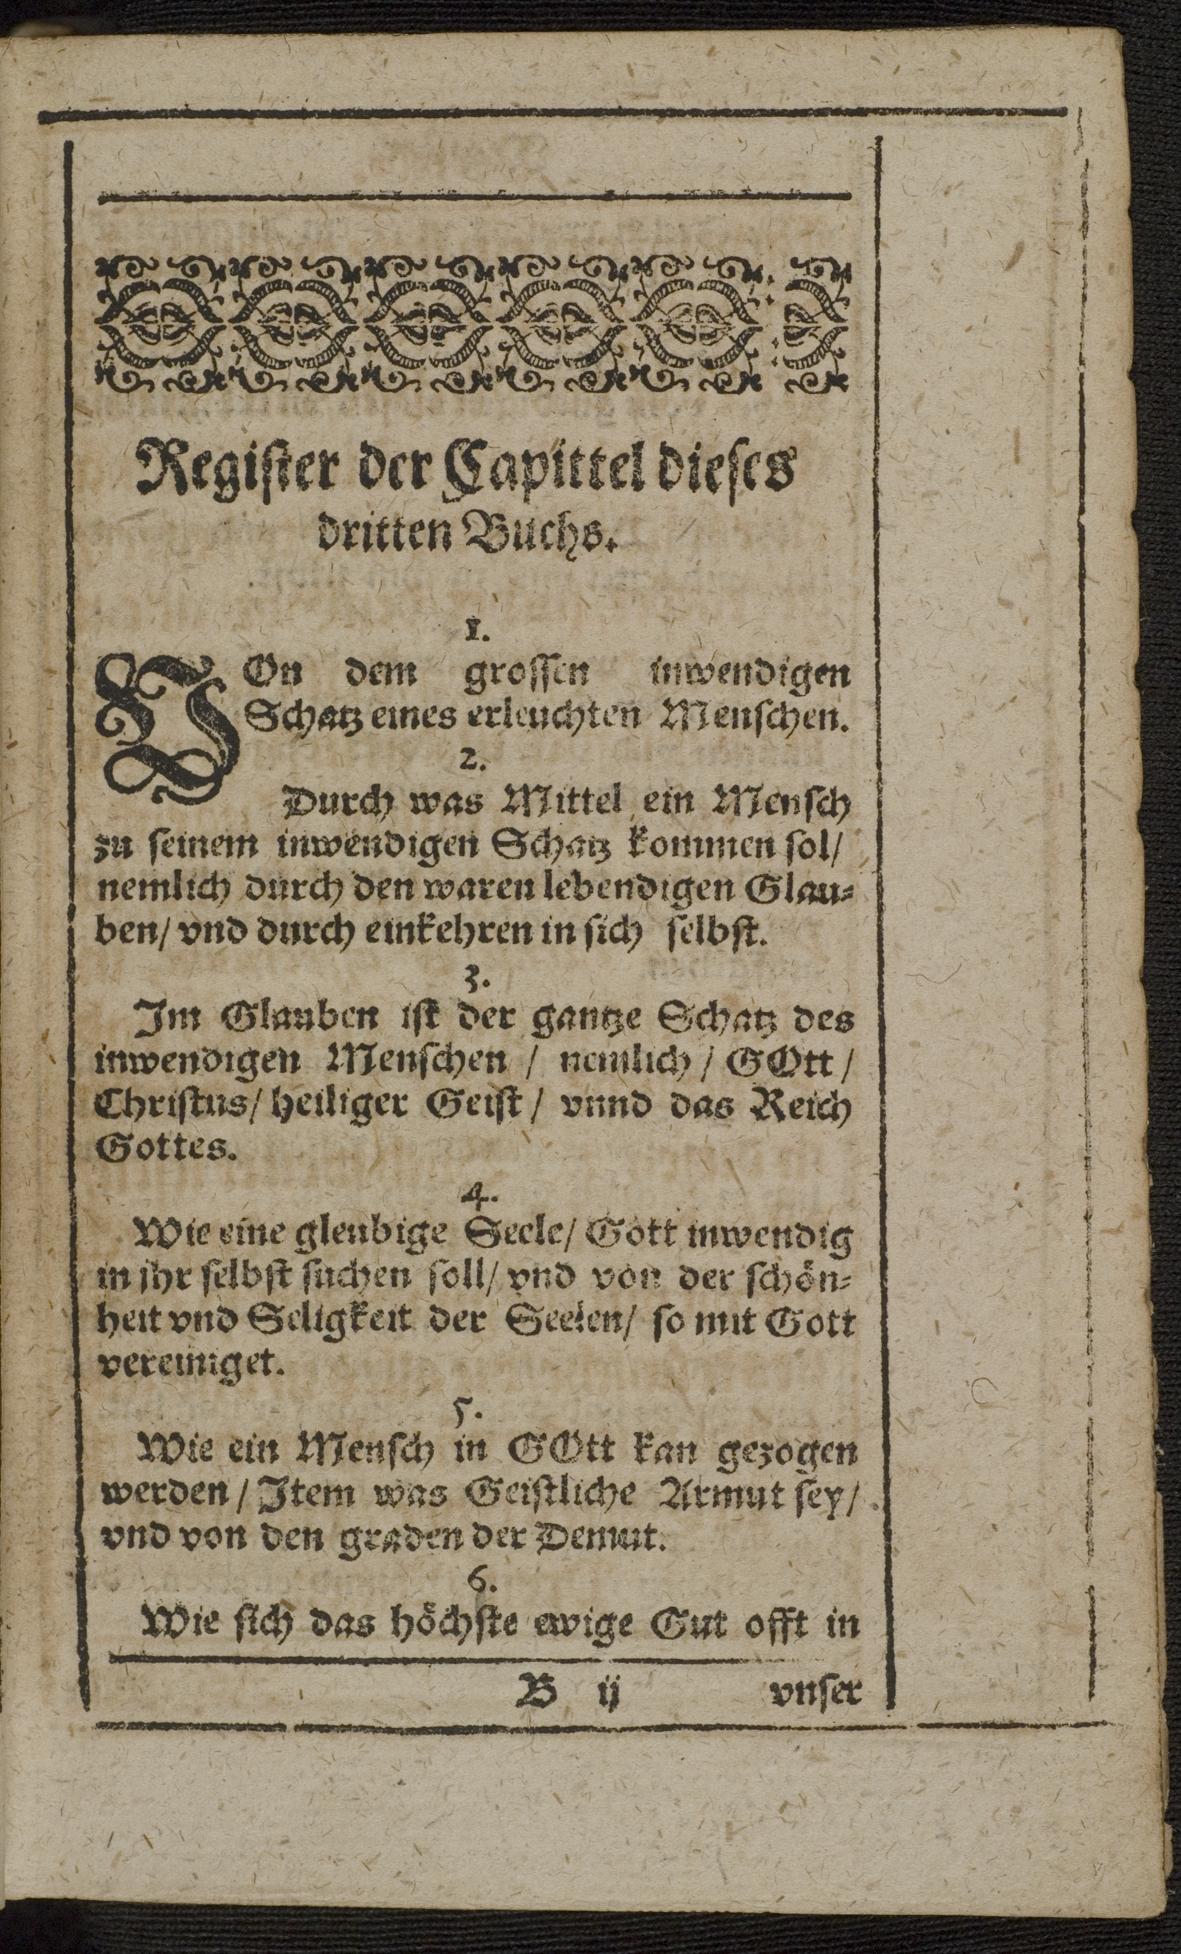 Register der Capittel dieses
dritten Buchs.
1.
VOn dem grossen inwendigen
Schatz eines erleuchten Menschen.
2.
Durch was Mittel ein Mensch
zu seinem inwendigen Schatz kommen sol/
nemlich durch den waren lebendigen Glau-
ben/ vnd durch einkehren in sich selbst.
3.
Im Glauben ist der gantze Schatz des
inwendigen Menschen / nemlich / GOtt /
Christus/ heiliger Geist / vnnd das Reich
Gottes.
4.
Wie eine gleubige Seele/ Gott inwendig
in jhr selbst suchen soll/ vnd von der schön-
heit vnd Seligkeit der Seelen/ so mit Gott
vereiniget.
5.
Wie ein Mensch in GOtt kan gezogen
werden / Item was Geistliche Armut sey/
vnd von den graden der Demut.
6.
Wie sich das höchste ewige Gut offt in
B ij vnser